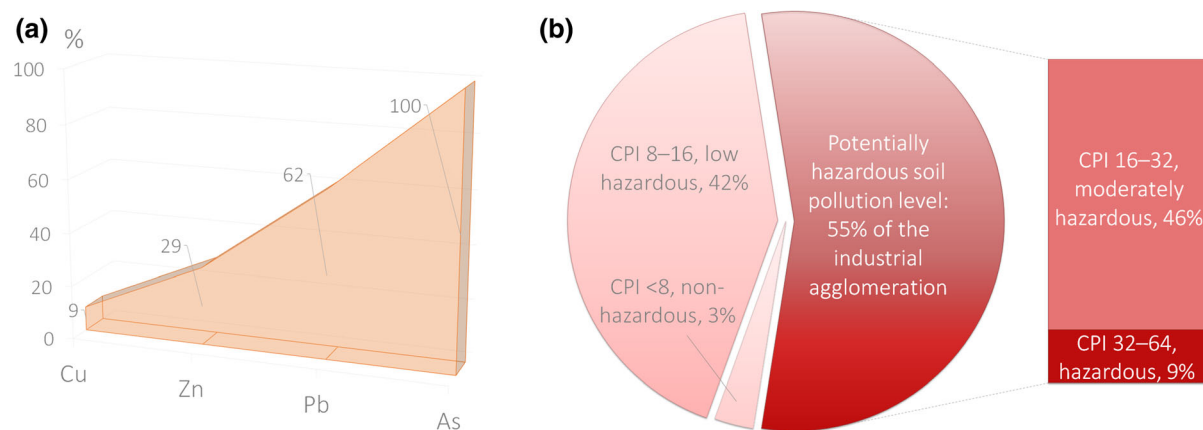 (a)
%
100
80
60
40
20
0
9
29
62
100
Cu
Zn
Pb
As
(b)
CPI 8–16, low
hazardous, 42%
CPI <8, non-
hazardous, 3%
Potentially
hazardous soil
pollution level:
55% of the
industrial
agglomeration
CPI 16–32,
moderately
hazardous, 46%
CPI 32–64,
hazardous, 9%